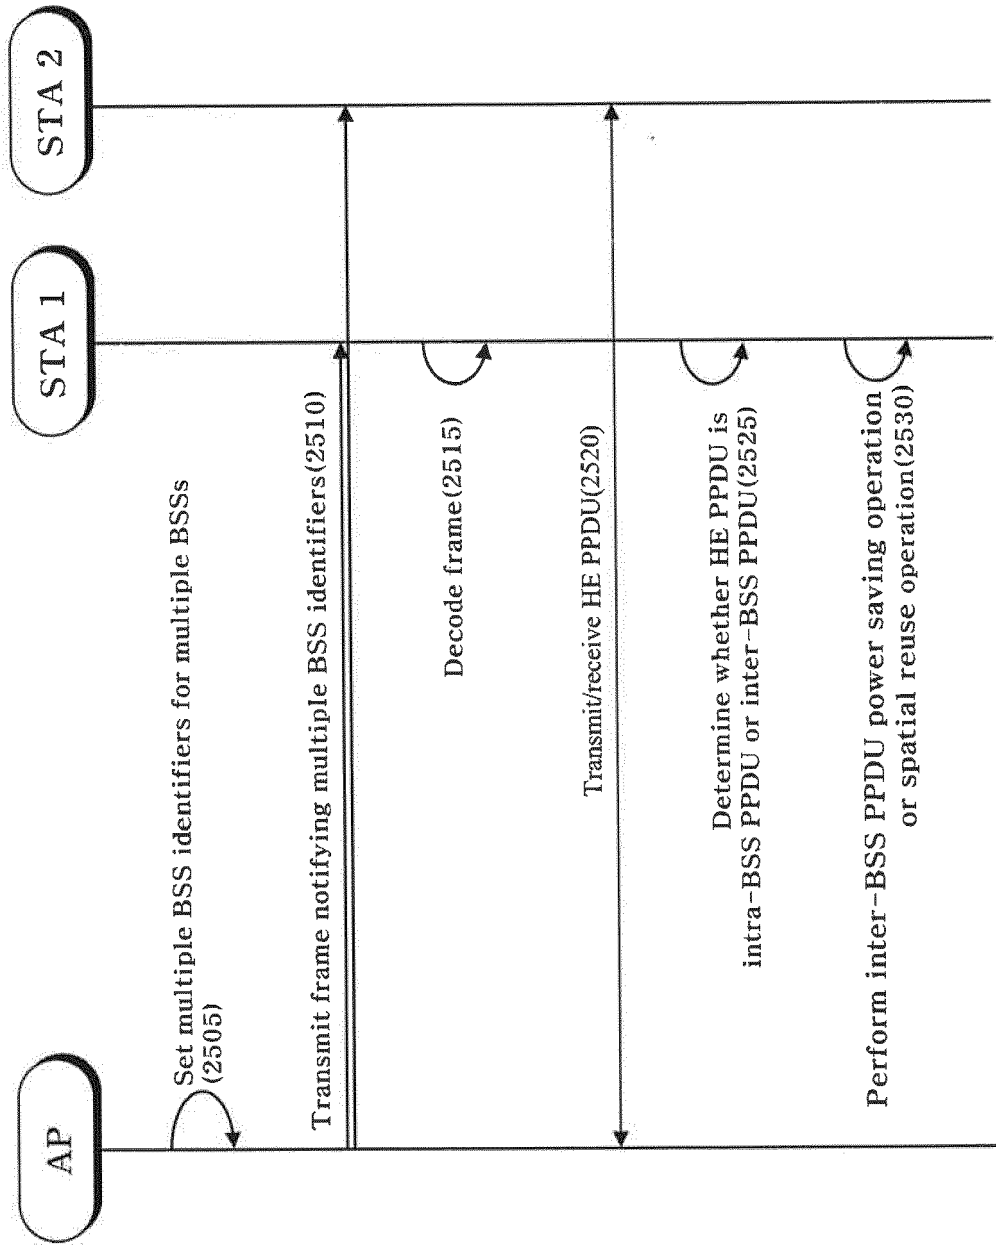 AP
STA 1
STA 2
Set multiple BSS identifiers for multiple BSSs
(2505)
Transmit frame notifying multiple BSS identifiers(2510)
Decode frame(2515)
Transmit/receive HE PPDU(2520)
Determine whether HE PPDU is
intra-BSS PPDU or inter-BSS PPDU(2525)
Perform inter-BSS PPDU power saving operation
or spatial reuse operation(2530)